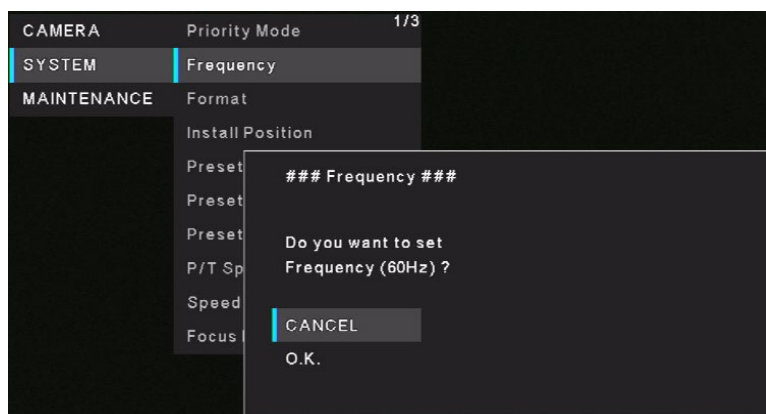 1/3
CAMERA
SYSTEM
MAINTENANCE
Priority Mode
Frequency
Format
Install Position
Preset
Preset
Preset
P/T Sp
Speed
Focus
### Frequency ###
Do you want to set
Frequency (60Hz) ?
CANCEL
O.K.